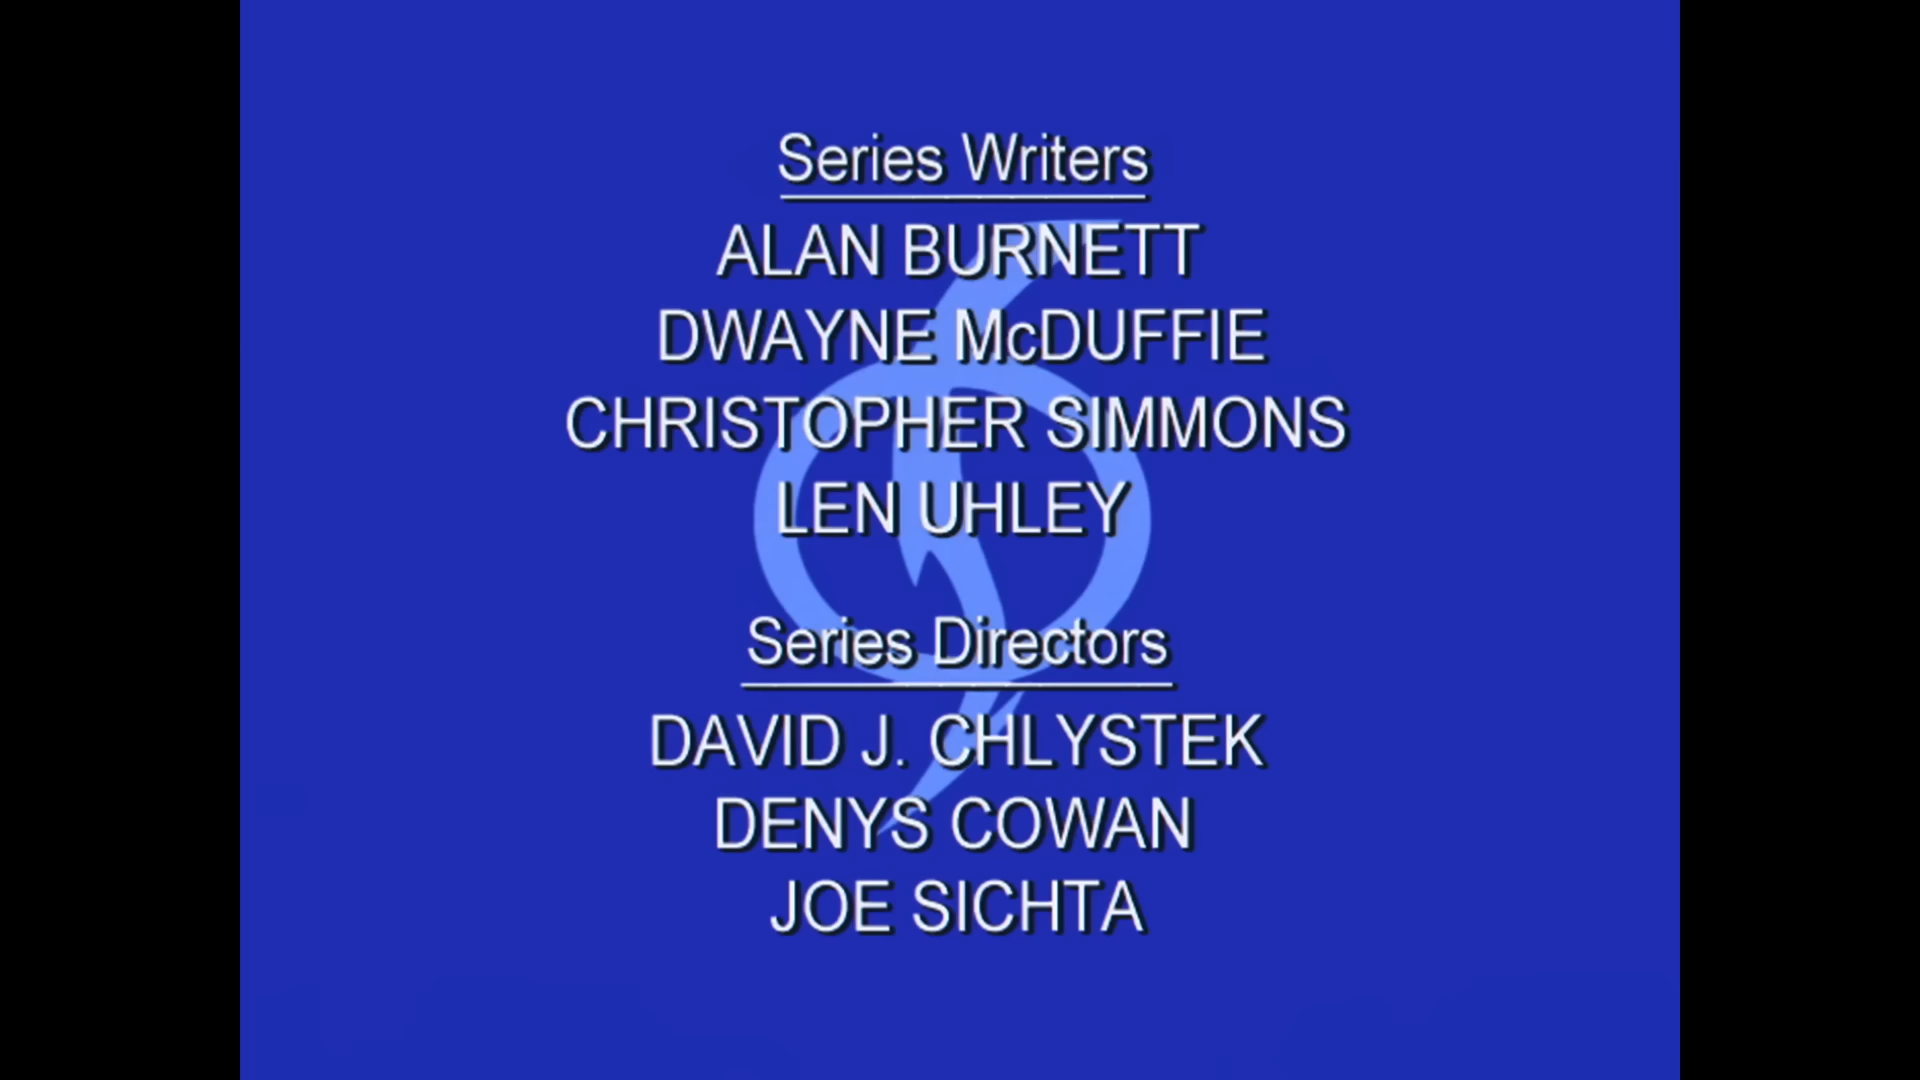 Series Writers
ALAN BURNETT
DWAYNE McDUFFIE
CHRISTOPHER SIMMONS
LEN UHLEY
Series Directors
DAVID J. CHLYSTEK
DENYS COWAN
JOE SICHTA